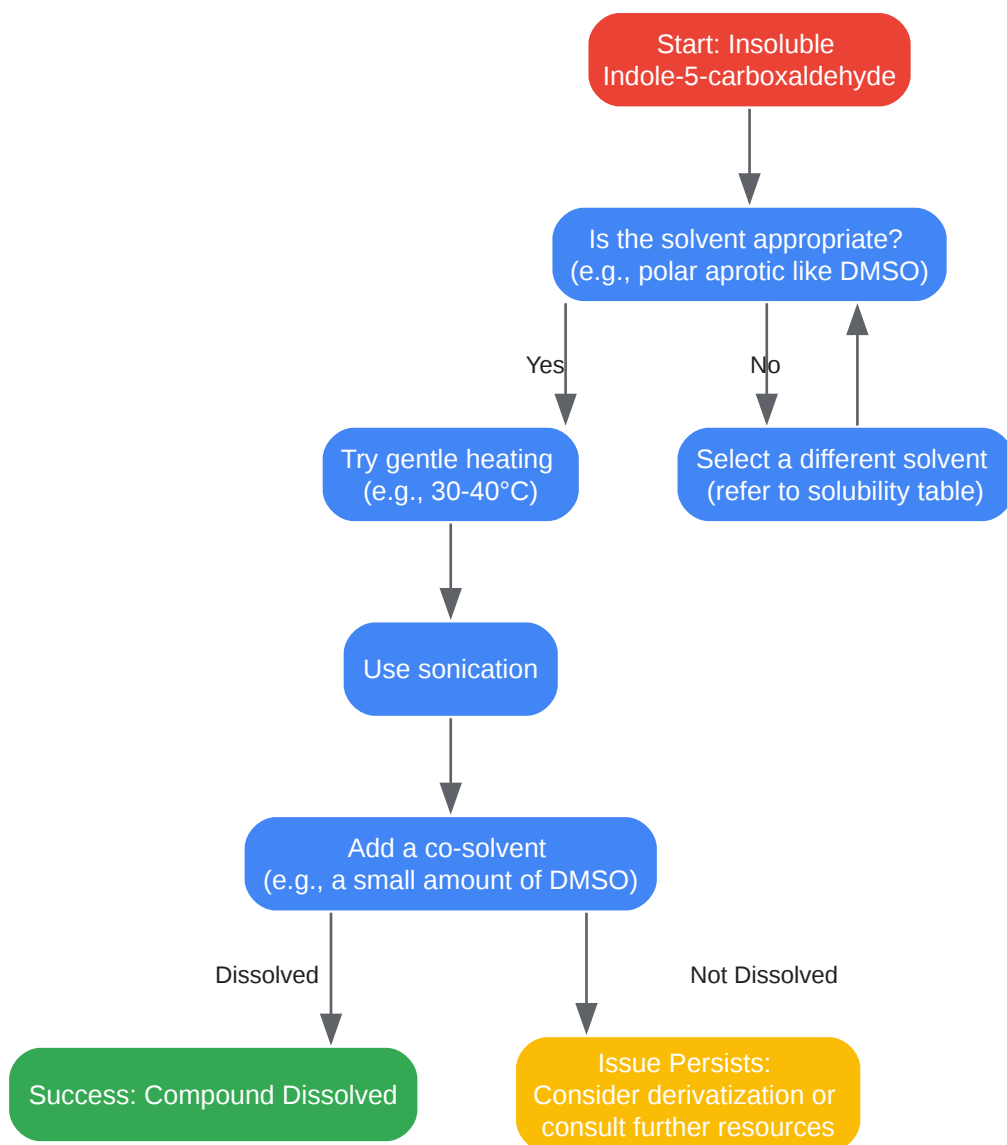 Start: Insoluble
Indole-5-carboxaldehyde
Is the solvent appropriate?
(e.g., polar aprotic like DMSO)
Yes
No
Try gentle heating
(e.g., 30-40°C)
Select a different solvent
(refer to solubility table)
Use sonication
Add a co-solvent
(e.g., a small amount of DMSO)
Dissolved
Not Dissolved
Success: Compound Dissolved
Issue Persists:
Consider derivatization or
consult further resources